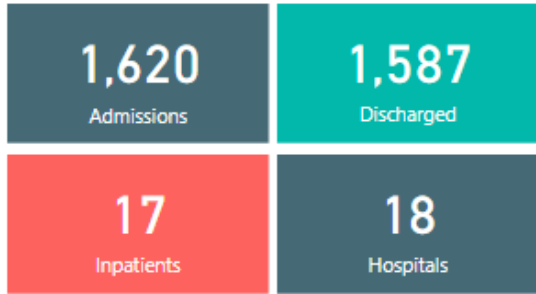 1,620
Admissions
1,587
Discharged
17
Inpatients
18
Hospitals